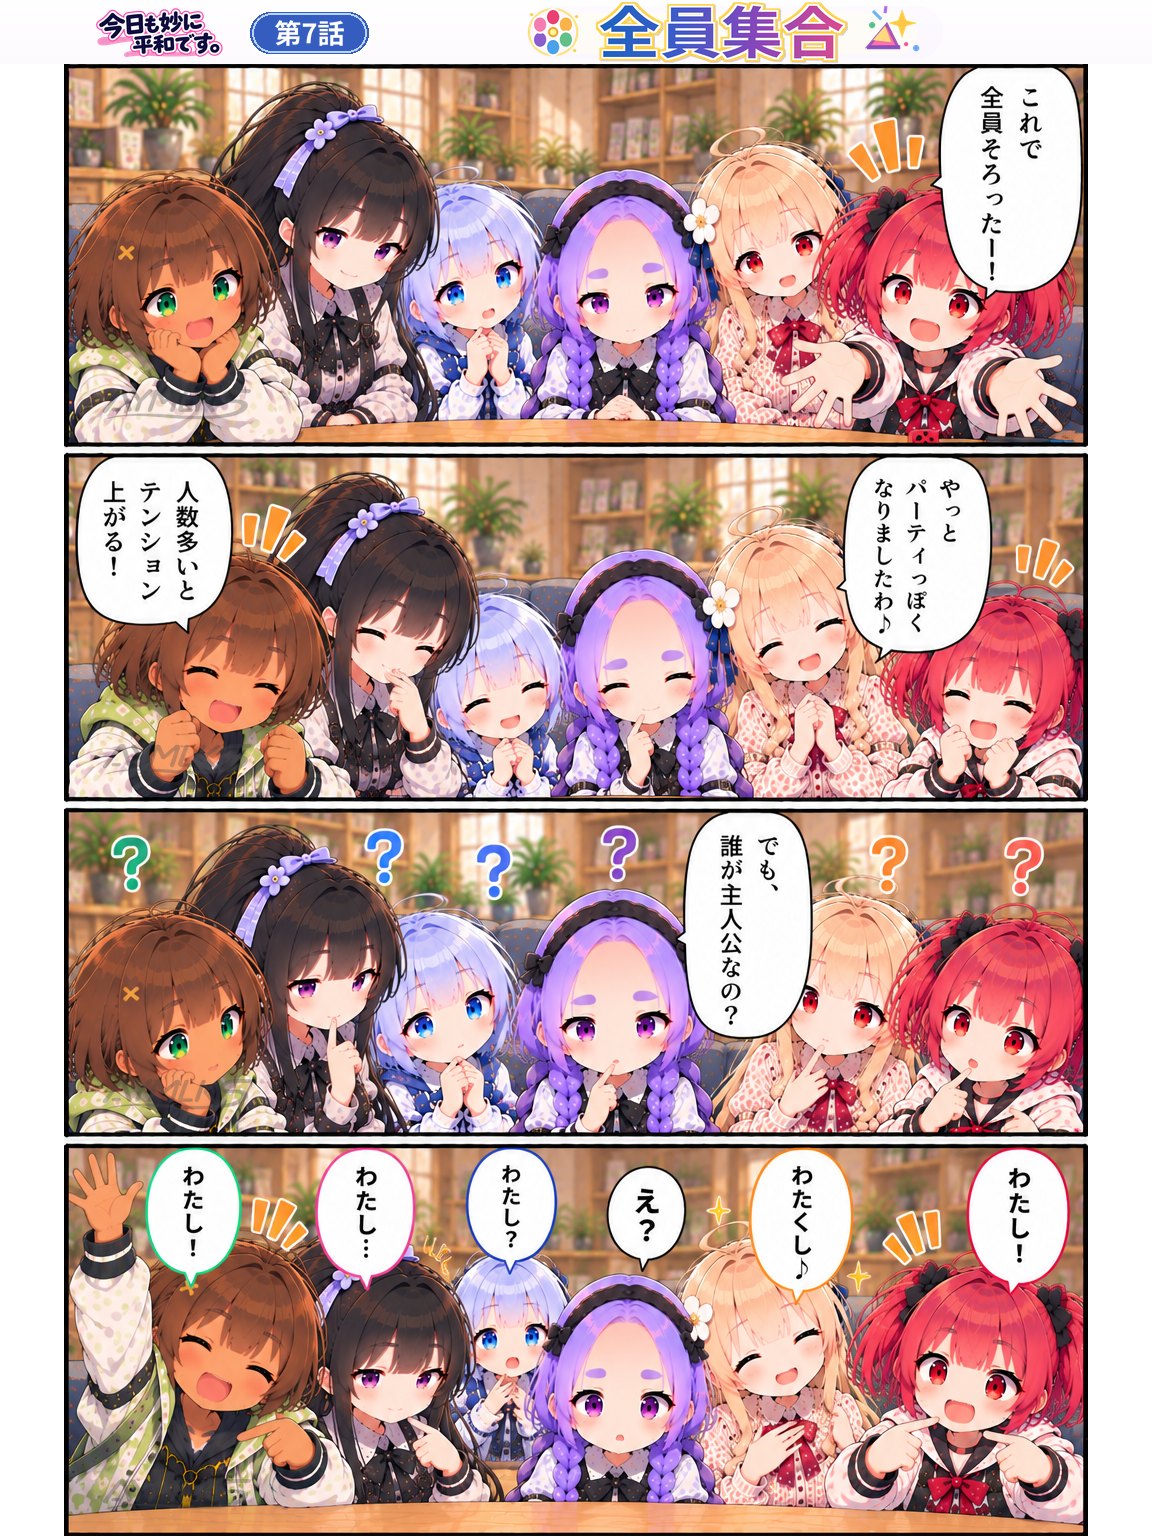 今日も妙に
平和です。
第7話
全員集合
これで
全員そろったー！
やっと
パーティっぽく
なりましたわ♪
人数多いと
テンション
上がる！
？
？
？
？
？
？
でも、
誰が主人公なの？
わたし！
わたくし♪
え？
わたし？
わたし…
わたし！